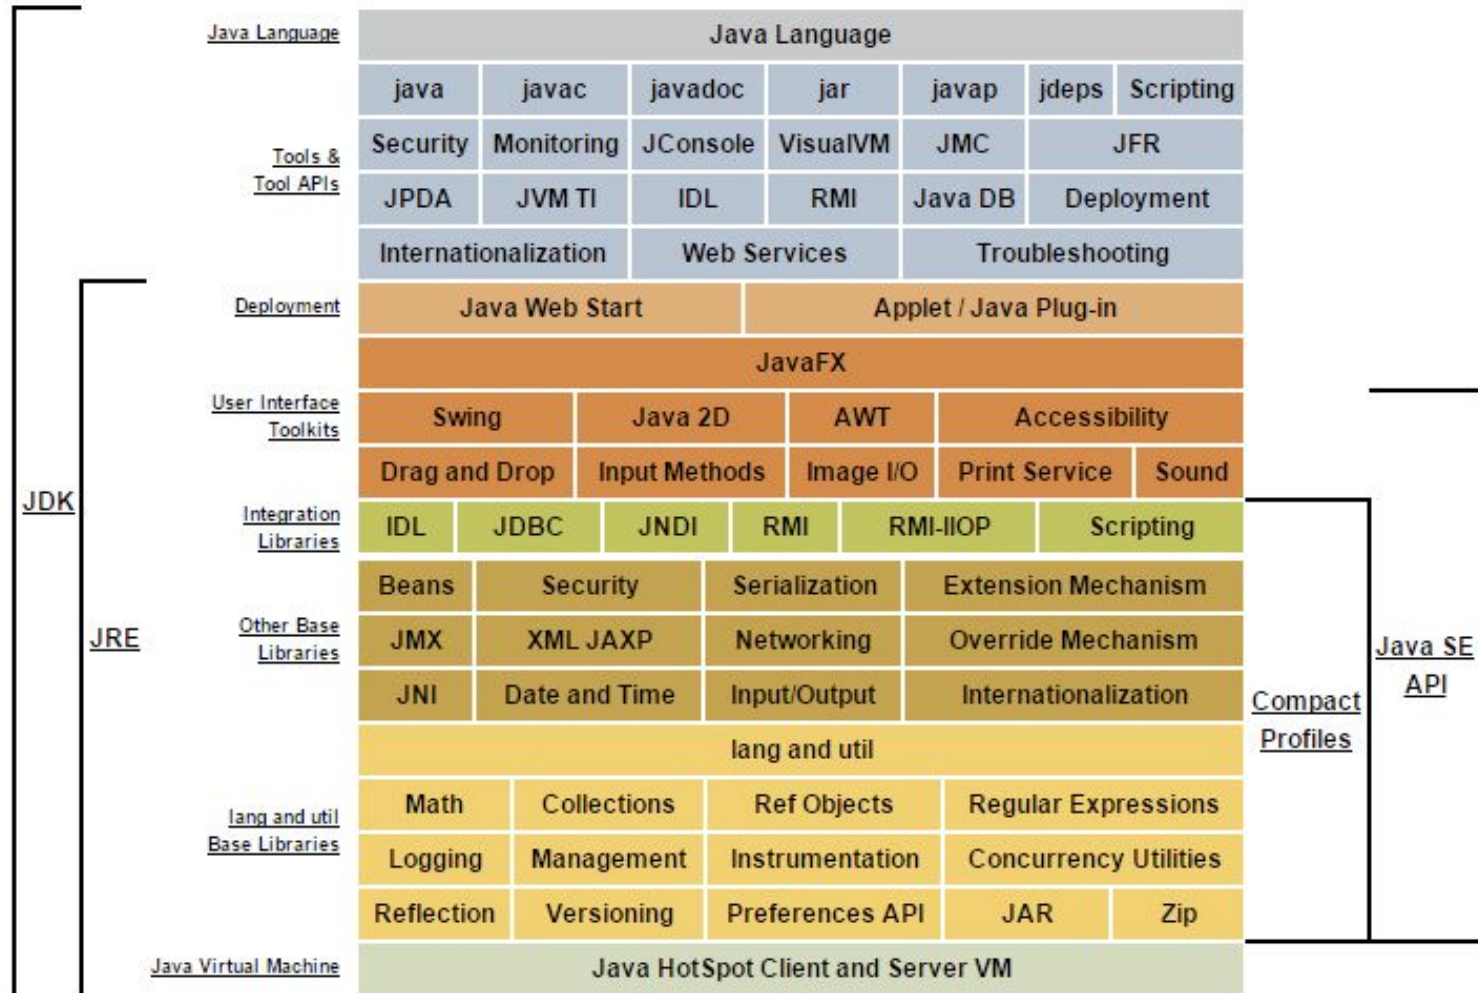 Java Language
Java Language
java javac javadoc jar javap jdeps Scripting
Security Monitoring JConsole VisualVM JMC JFR
Tools &
Tool APIs
JPDA JVM TI IDL RMI Java DB Deployment
Internationalization Web Services Troubleshooting
Deployment
Java Web Start Applet / Java Plug-in
JavaFX
User Interface
Toolkits
Swing Java 2D AWT Accessibility
Drag and Drop Input Methods Image I/O Print Service Sound
JDK
Integration
Libraries
IDL JDBC JNDI RMI RMI-IIOP Scripting
Beans Security Serialization Extension Mechanism
JRE
Other Base
Libraries
JMX XML JAXP Networking Override Mechanism
Java SE
API
JNI Date and Time Input/Output Internationalization
Compact
Profiles
lang and util
lang and util
Base Libraries
Math Collections Ref Objects Regular Expressions
Logging Management Instrumentation Concurrency Utilities
Reflection Versioning Preferences API JAR Zip
Java Virtual Machine
Java HotSpot Client and Server VM